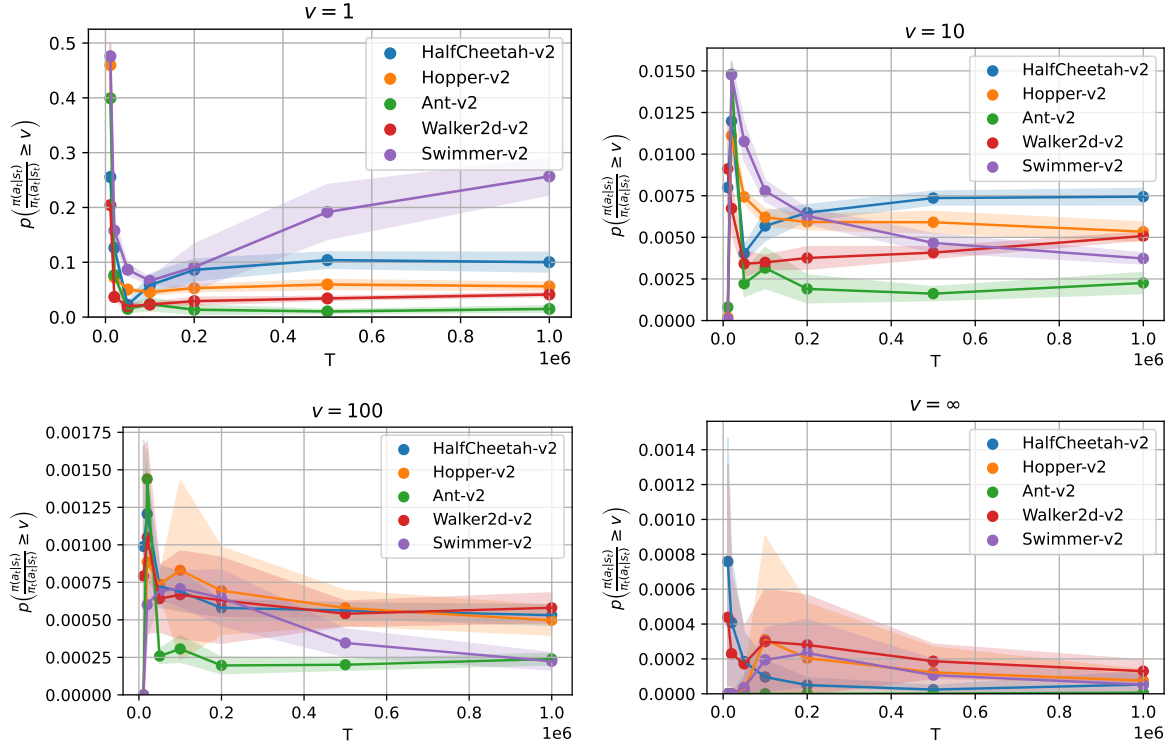 v = 1
0.5
0.4
0.3
0.2
0.1
0.0
p(π(a_t|s_t)/π_t(a_t|s_t) ≥ v)
HalfCheetah-v2
Hopper-v2
Ant-v2
Walker2d-v2
Swimmer-v2
0.0 0.2 0.4 0.6 0.8 1.0
1e6
T
v = 10
0.0150
0.0125
0.0100
0.0075
0.0050
0.0025
0.0000
p(π(a_t|s_t)/π_t(a_t|s_t) ≥ v)
HalfCheetah-v2
Hopper-v2
Ant-v2
Walker2d-v2
Swimmer-v2
0.0 0.2 0.4 0.6 0.8 1.0
1e6
T
v = 100
0.00175
0.00150
0.00125
0.00100
0.00075
0.00050
0.00025
0.00000
p(π(a_t|s_t)/π_t(a_t|s_t) ≥ v)
HalfCheetah-v2
Hopper-v2
Ant-v2
Walker2d-v2
Swimmer-v2
0.0 0.2 0.4 0.6 0.8 1.0
1e6
T
v = ∞
0.0014
0.0012
0.0010
0.0008
0.0006
0.0004
0.0002
0.0000
p(π(a_t|s_t)/π_t(a_t|s_t) ≥ v)
HalfCheetah-v2
Hopper-v2
Ant-v2
Walker2d-v2
Swimmer-v2
0.0 0.2 0.4 0.6 0.8 1.0
1e6
T